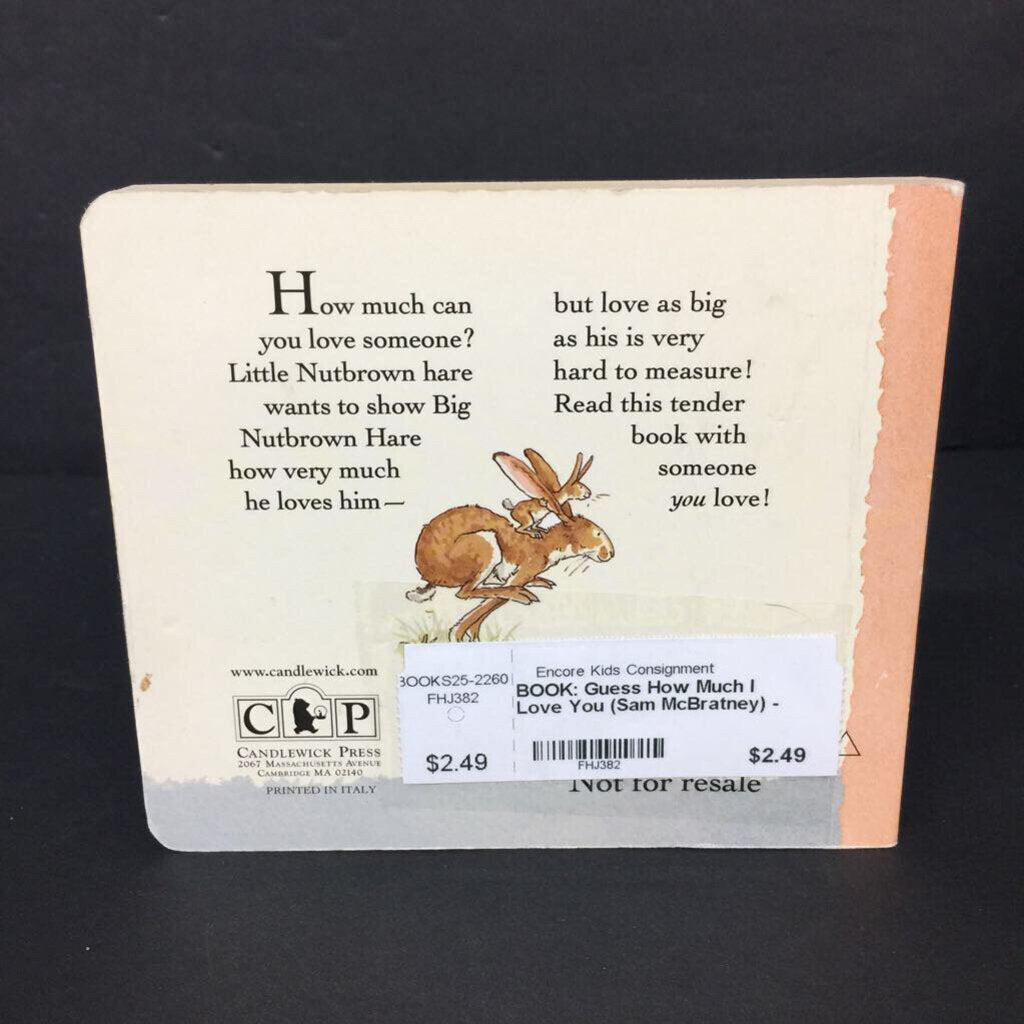 How much can
you love someone?
Little Nutbrown hare
wants to show Big
Nutbrown Hare
how very much
he loves him—
but love as big
as his is very
hard to measure!
Read this tender
book with
someone
you love!
www.candlewick.com
C P
CANDLEWICK PRESS
2067 MASSACHUSETTS AVENUE
CAMBRIDGE MA 02140
PRINTED IN ITALY
BOOKS25-2260
FHJ382
$2.49
Encore Kids Consignment
BOOK: Guess How Much I
Love You (Sam McBratney) -
FHJ382
$2.49
Not for resale